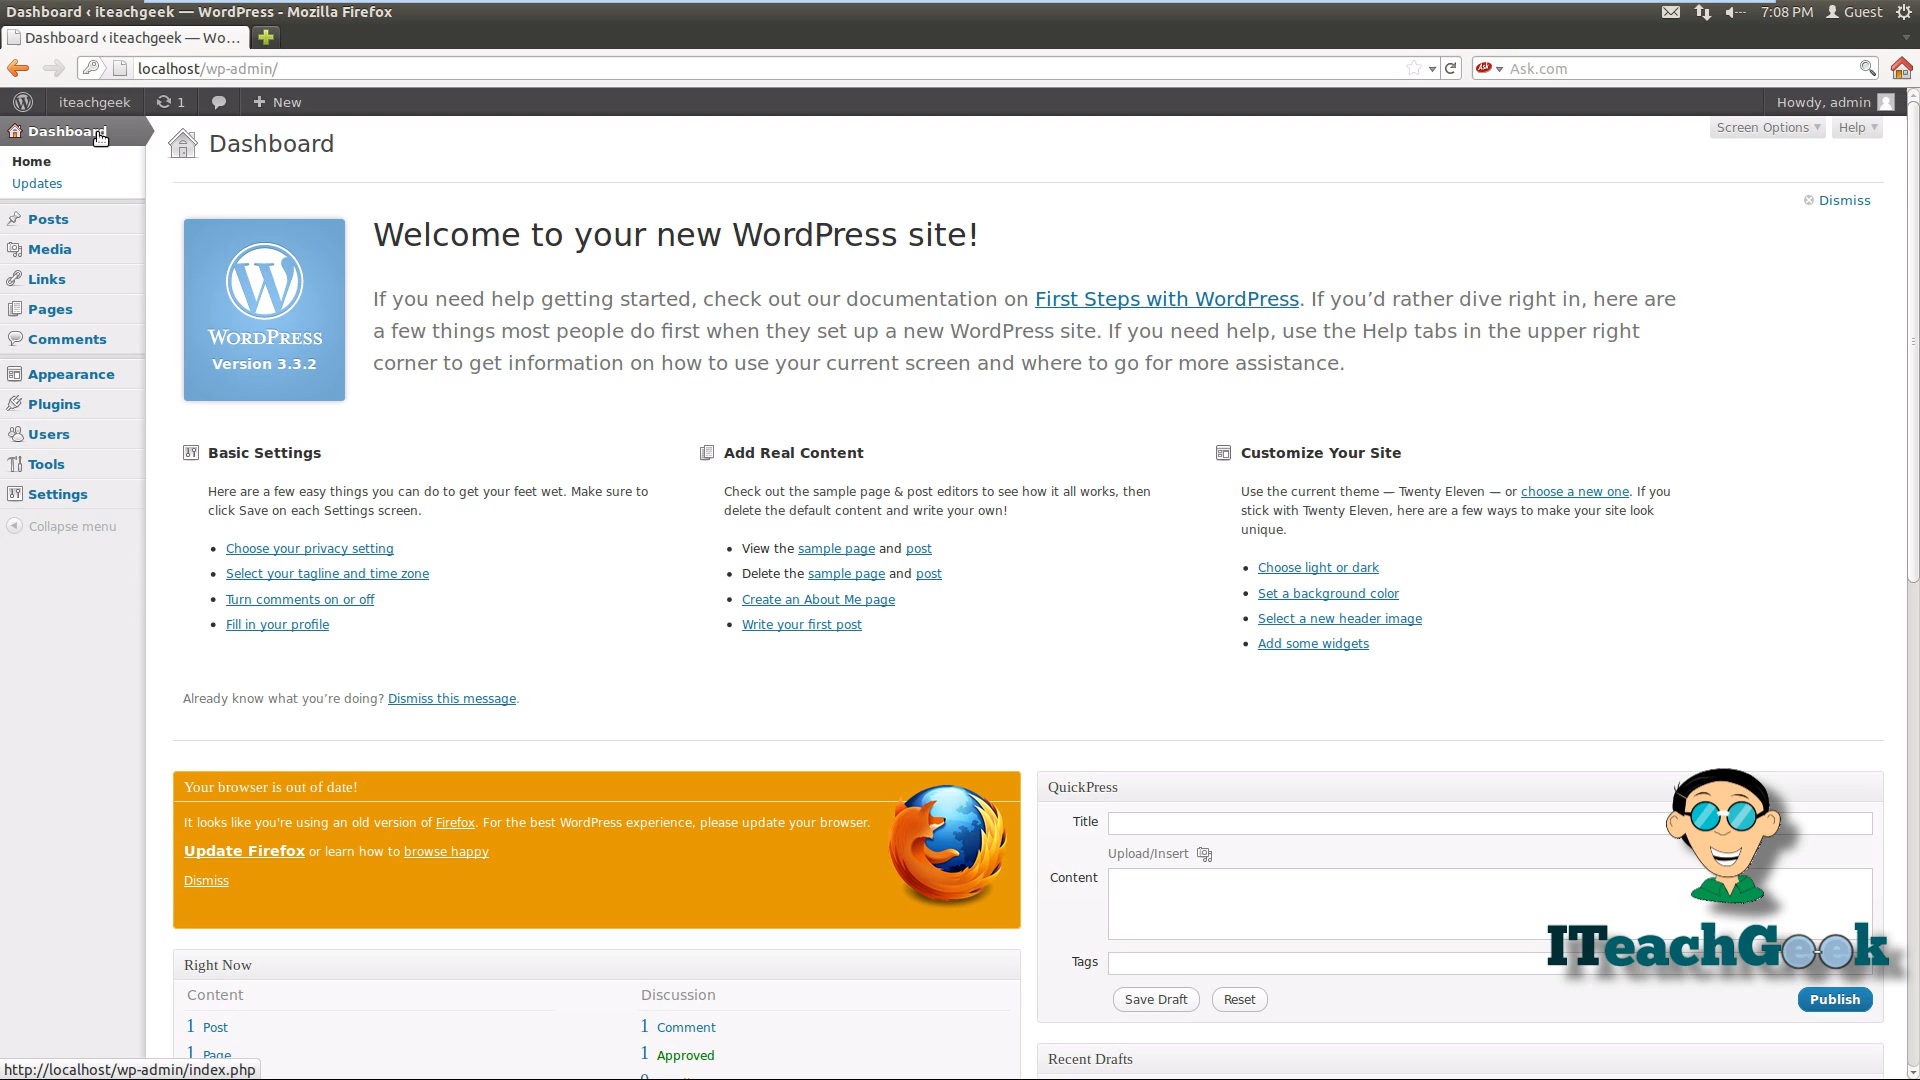 Dashboard ‹ iteachgeek — WordPress - Mozilla Firefox
7:08 PM Guest
Dashboard ‹ iteachgeek — Wo...
localhost/wp-admin/
Ask
Ask.com
iteachgeek 1 New
Howdy, admin
Dashboard
Home
Updates
Posts
Media
Links
Pages
Comments
Appearance
Plugins
Users
Tools
Settings
Collapse menu
Dashboard
Screen Options
Help
Dismiss
WORDPRESS
Version 3.3.2
Welcome to your new WordPress site!
If you need help getting started, check out our documentation on First Steps with WordPress. If you’d rather dive right in, here are
a few things most people do first when they set up a new WordPress site. If you need help, use the Help tabs in the upper right
corner to get information on how to use your current screen and where to go for more assistance.
Basic Settings
Here are a few easy things you can do to get your feet wet. Make sure to
click Save on each Settings screen.
Choose your privacy setting
Select your tagline and time zone
Turn comments on or off
Fill in your profile
Add Real Content
Check out the sample page & post editors to see how it all works, then
delete the default content and write your own!
View the sample page and post
Delete the sample page and post
Create an About Me page
Write your first post
Customize Your Site
Use the current theme — Twenty Eleven — or choose a new one. If you
stick with Twenty Eleven, here are a few ways to make your site look
unique.
Choose light or dark
Set a background color
Select a new header image
Add some widgets
Already know what you’re doing? Dismiss this message.
Your browser is out of date!
It looks like you're using an old version of Firefox. For the best WordPress experience, please update your browser.
Update Firefox or learn how to browse happy
Dismiss
Right Now
Content
1 Post
1 Page
Discussion
1 Comment
1 Approved
QuickPress
Title
Upload/Insert
Content
Tags
Save Draft
Reset
Publish
ITeachGeek
Recent Drafts
http://localhost/wp-admin/index.php